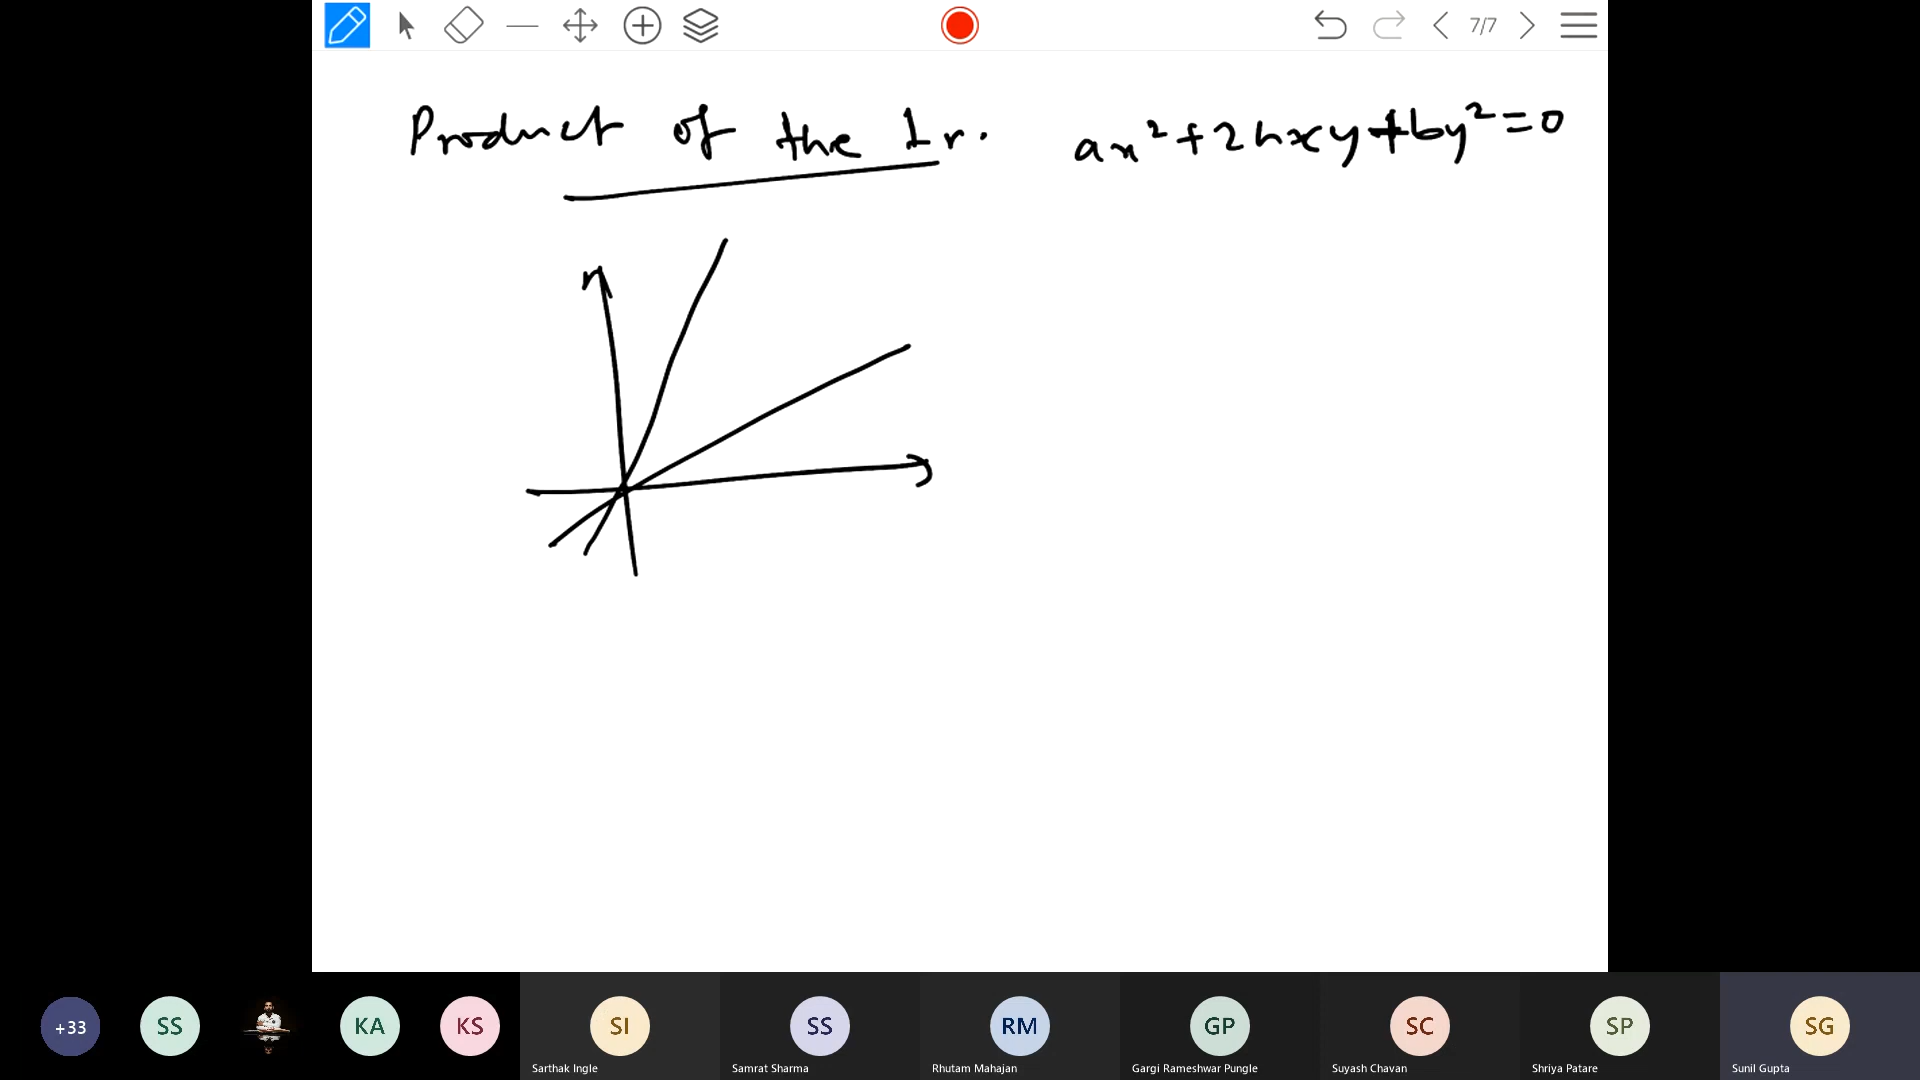 7/7
Product of the ⊥r. ax²+2hxy+by²=0
+33
SS
KA
KS
SI
SS
RM
GP
SC
SP
SG
Sarthak Ingle
Samrat Sharma
Rhutam Mahajan
Gargi Rameshwar Pungle
Suyash Chavan
Shriya Patare
Sunil Gupta